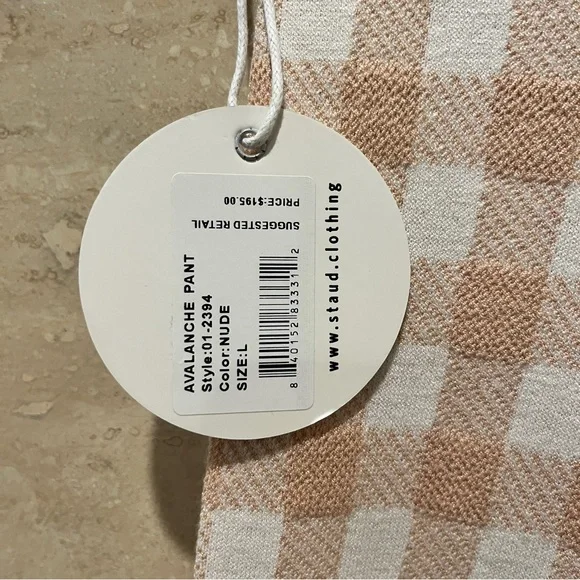 AVALANCHE PANT
Style:01-2394
Color:NUDE
SIZE:L
8 40152 83331 2
SUGGESTED RETAIL
PRICE:$195.00
www.staud.clothing